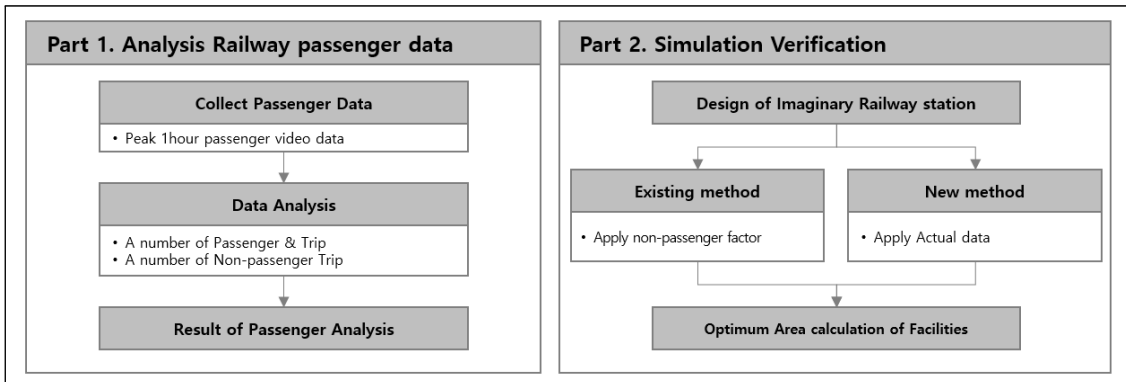 Part 1. Analysis Railway passenger data
Collect Passenger Data
• Peak 1hour passenger video data
Data Analysis
• A number of Passenger & Trip
• A number of Non-passenger Trip
Result of Passenger Analysis
Part 2. Simulation Verification
Design of Imaginary Railway station
Existing method
• Apply non-passenger factor
New method
• Apply Actual data
Optimum Area calculation of Facilities